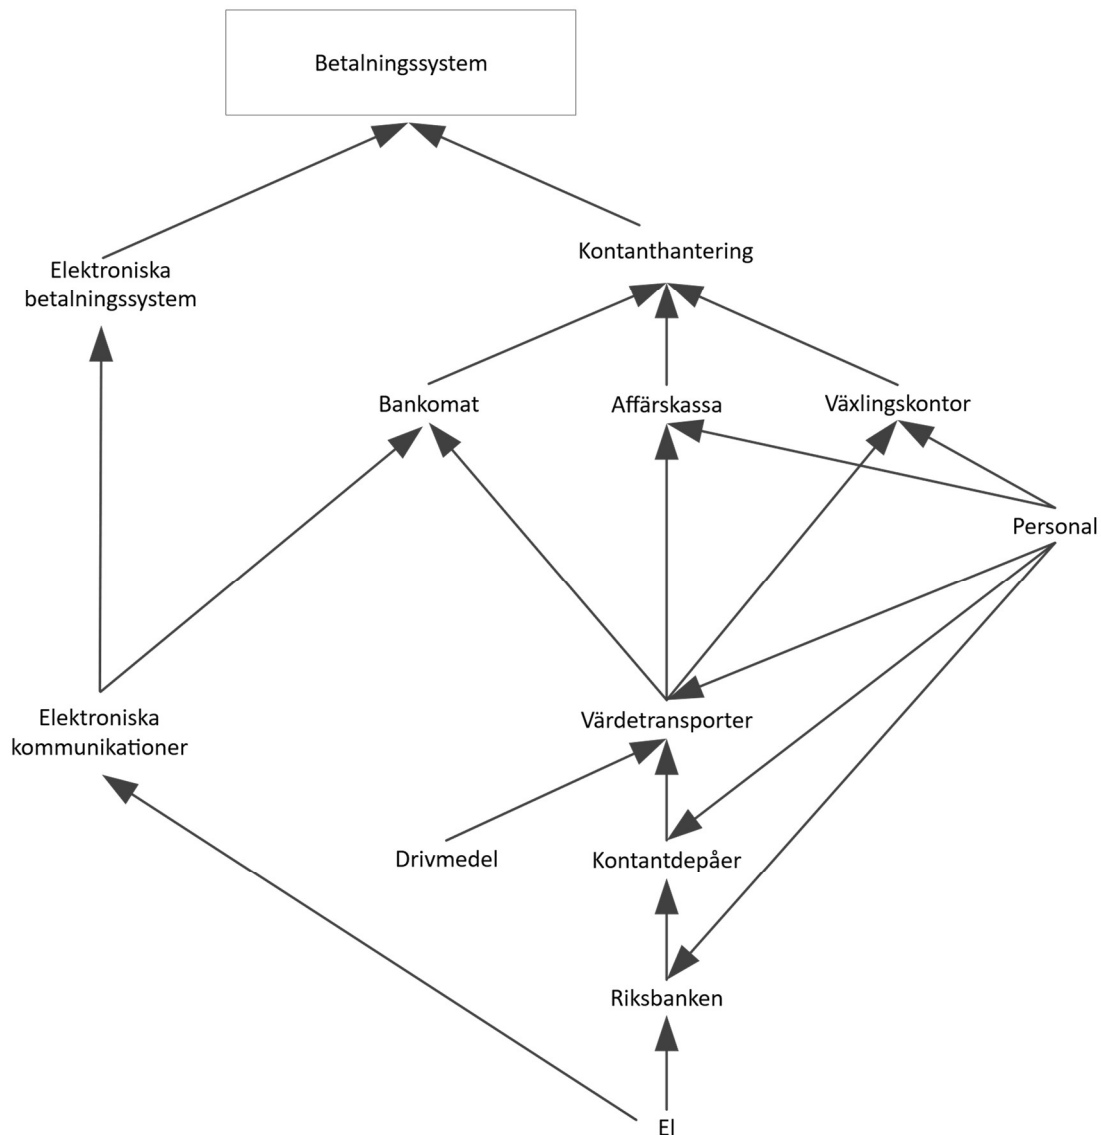 Betalningssystem
Kontanthantering
Elektroniska
betalningssystem
Bankomat
Affärskassa
Växlingskontor
Personal
Elektroniska
kommunikationer
Värdetransporter
Drivmedel
Kontantdepåer
Riksbanken
El